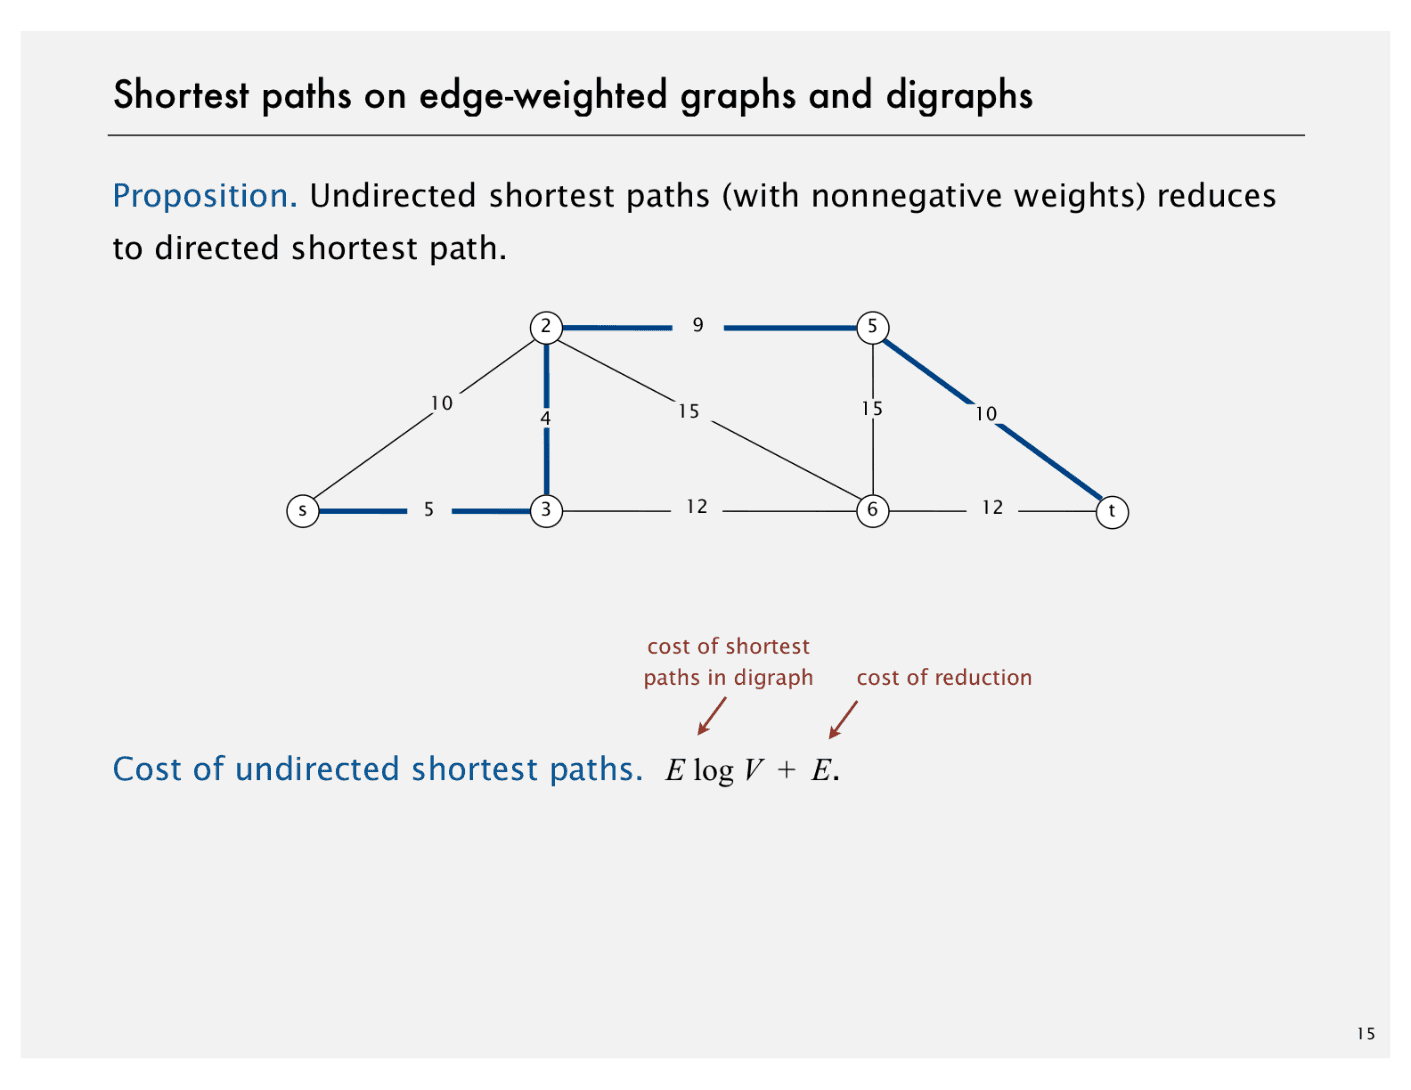 Shortest paths on edge-weighted graphs and digraphs
Proposition. Undirected shortest paths (with nonnegative weights) reduces
to directed shortest path.
2 9 5
10 4 15 15 10
s 5 3 12 6 12 t
cost of shortest
paths in digraph cost of reduction
Cost of undirected shortest paths. E log V + E.
15